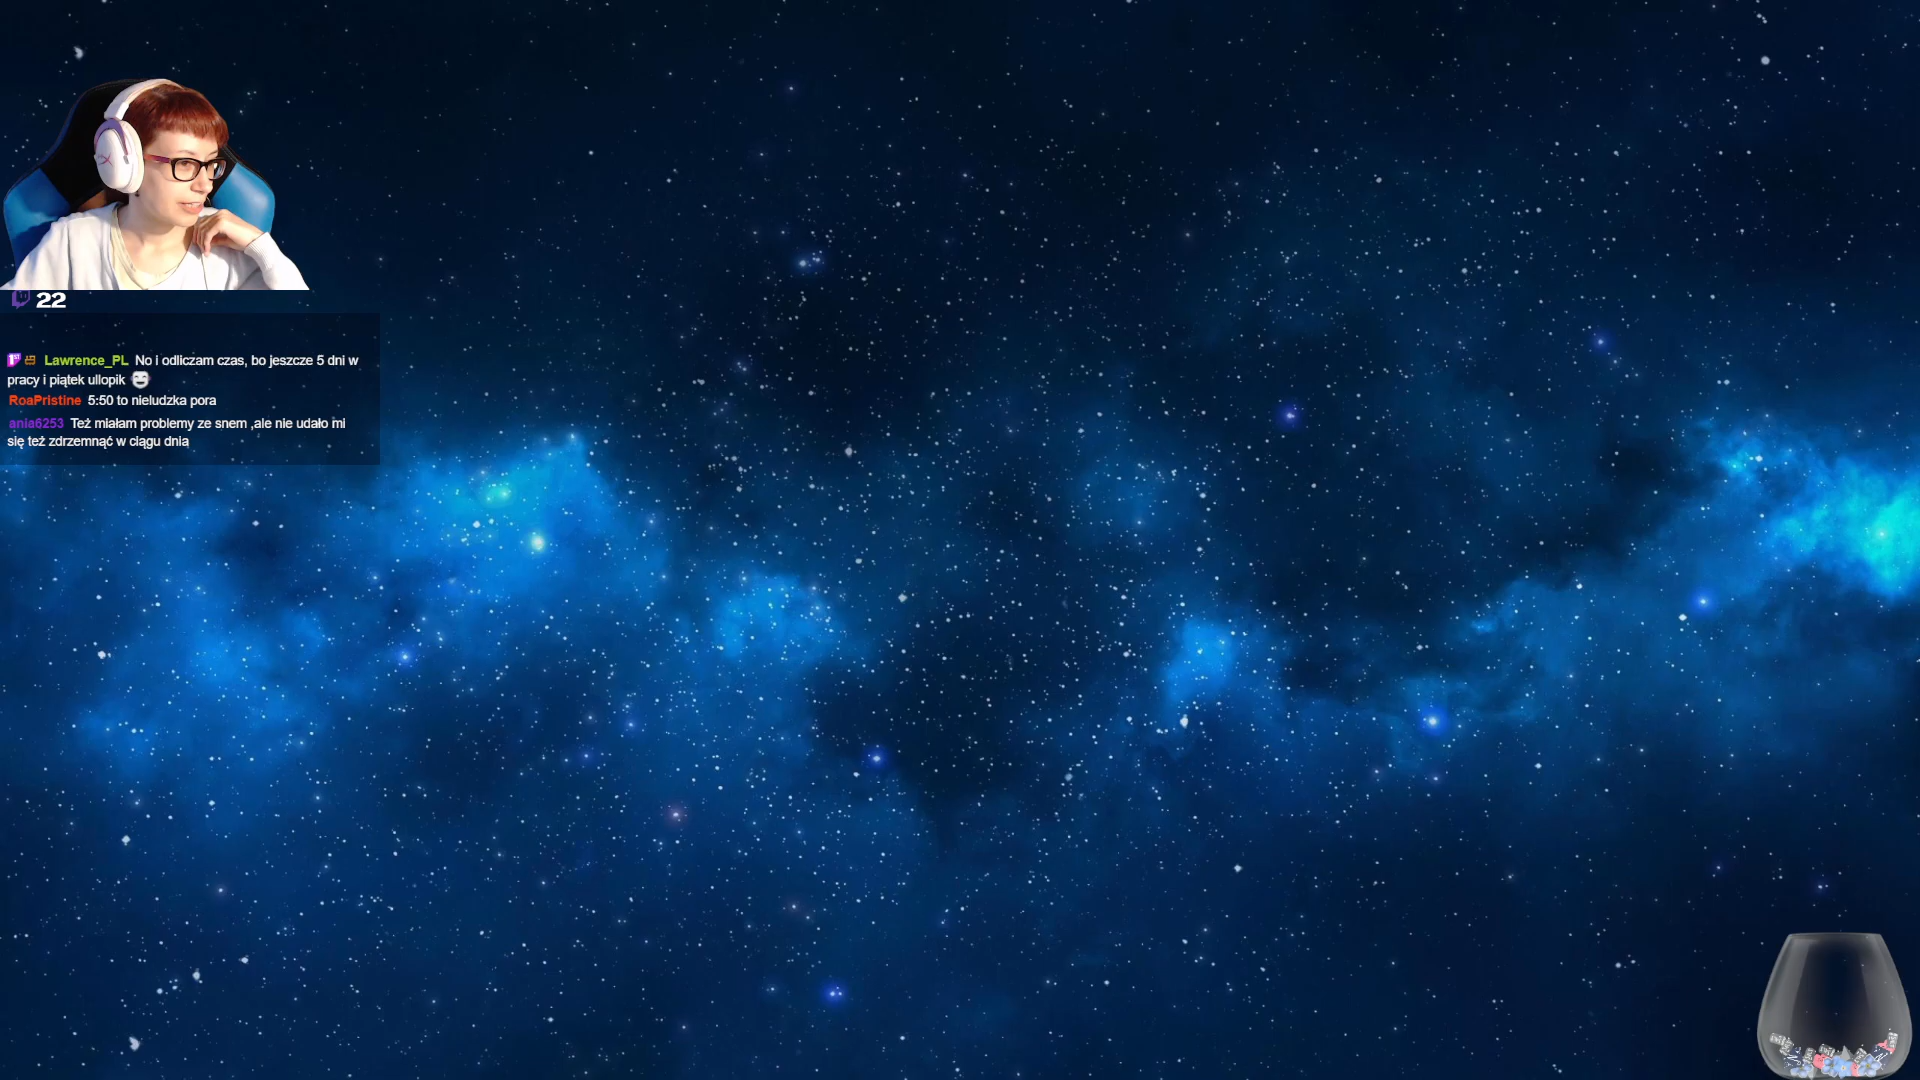 22
Lawrence_PL No i odliczam czas, bo jeszcze 5 dni w
pracy i piątek ullopik
RoaPristine 5:50 to nieludzka pora
ania6253 Też miałam problemy ze snem ,ale nie udało mi
się też zdrzemnąć w ciągu dnia